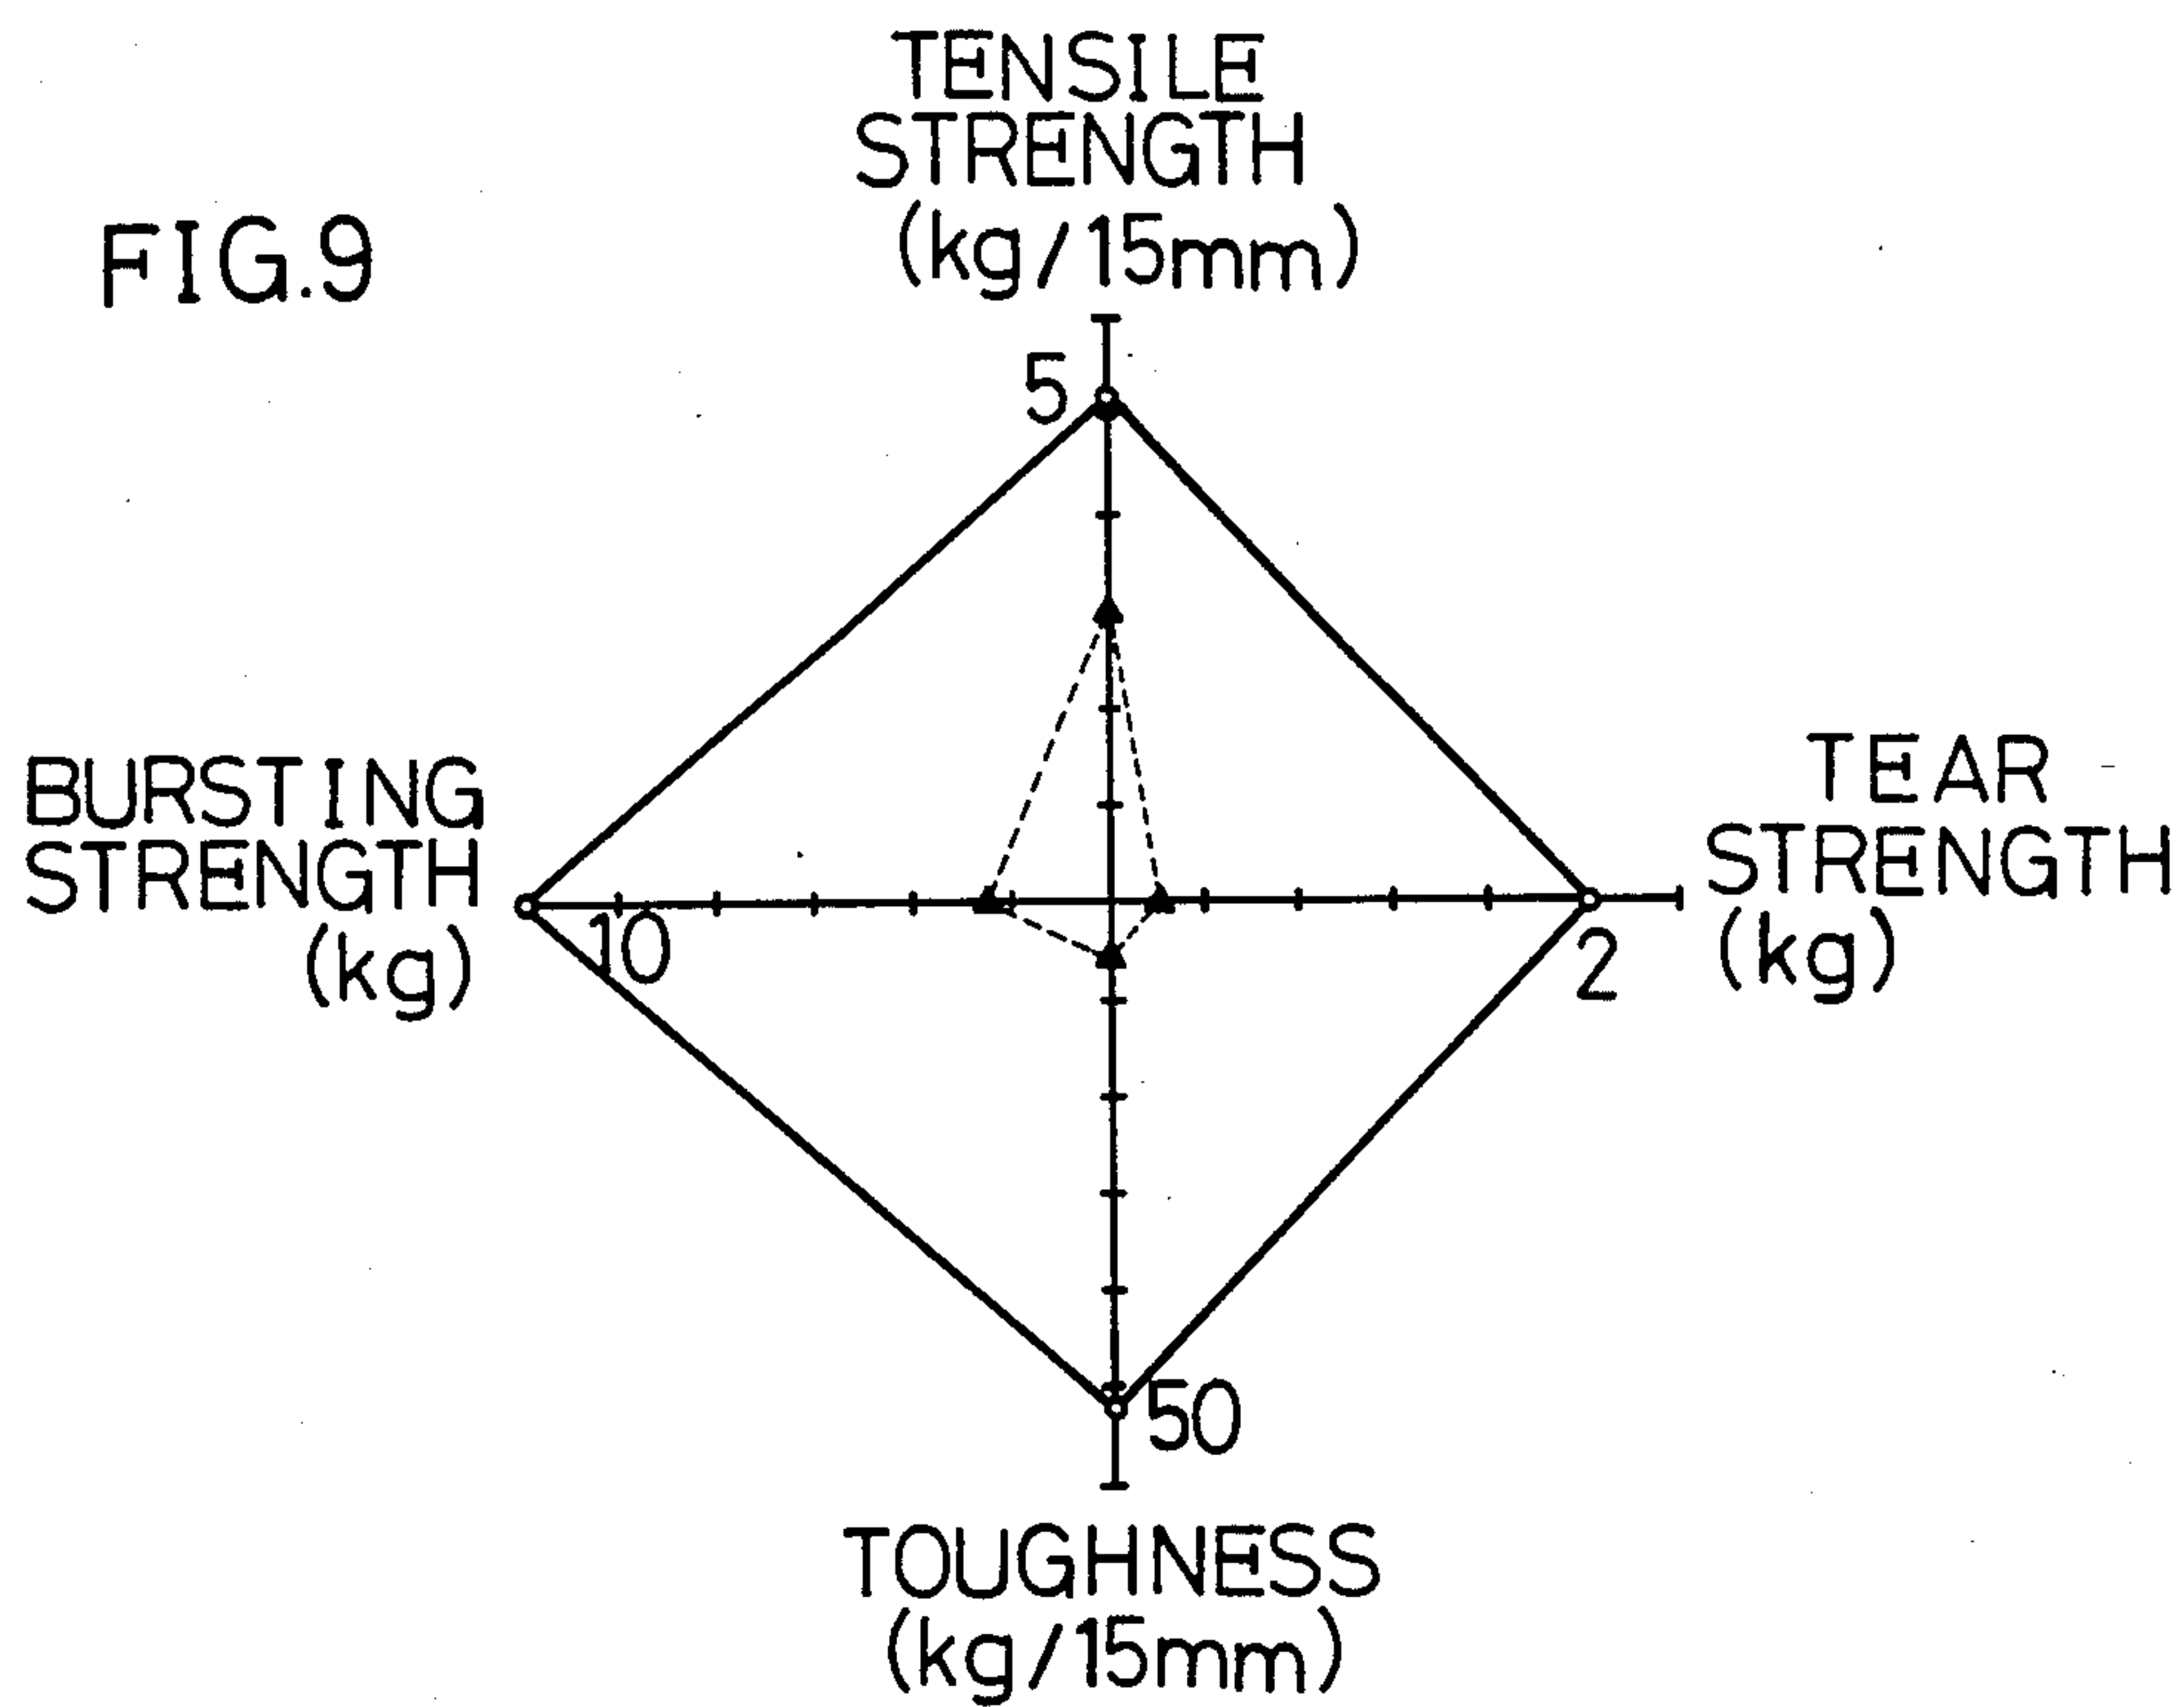 TENSILE
STRENGTH
(kg/15mm)
FIG.9
5
BURSTING
STRENGTH
(kg)
10
TEAR
STRENGTH
(kg)
2
50
TOUGHNESS
(kg/15mm)